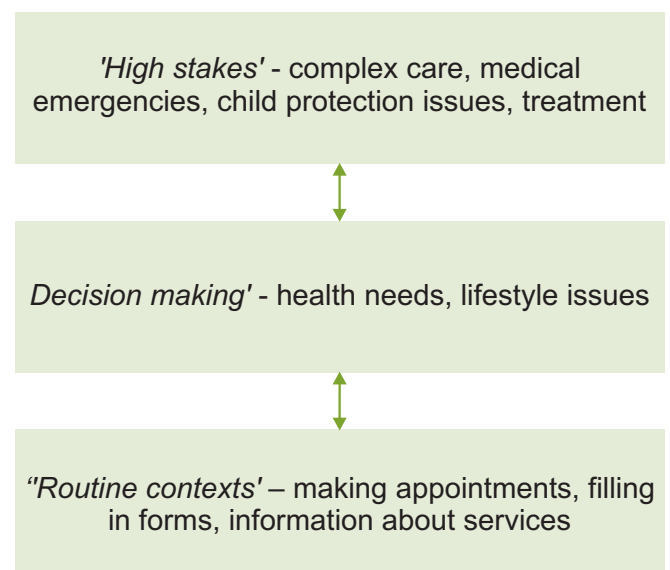 'High stakes' - complex care, medical
emergencies, child protection issues, treatment
Decision making' - health needs, lifestyle issues
‘'Routine contexts' – making appointments, filling
in forms, information about services